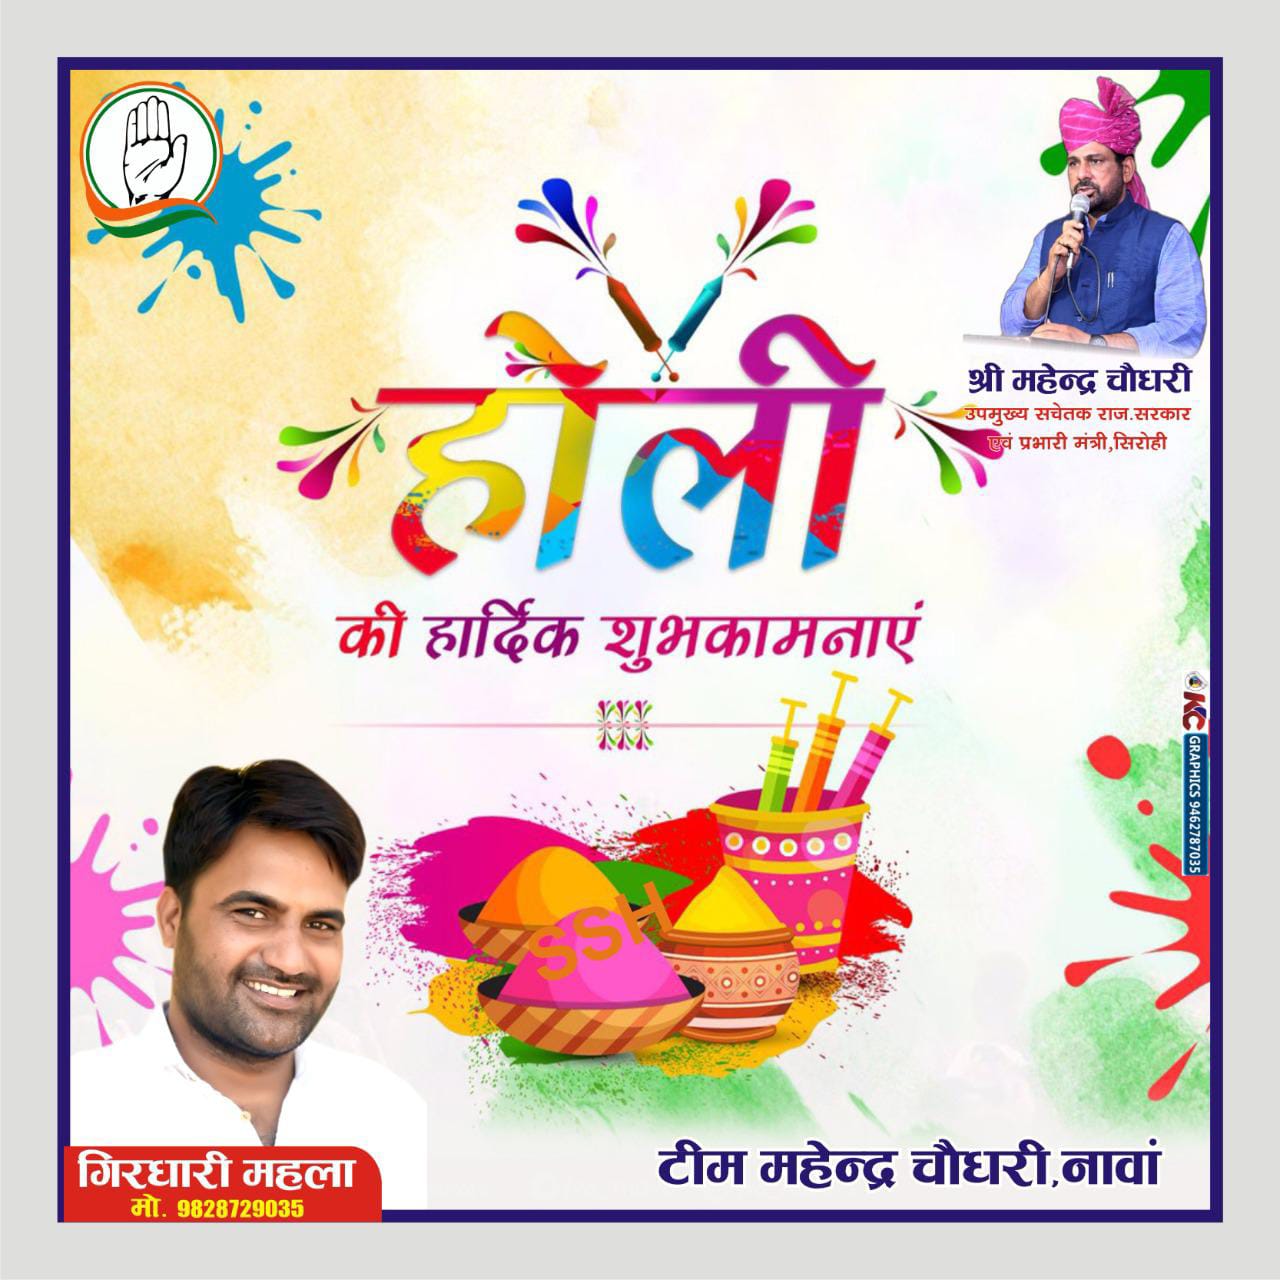 श्री महेन्द्र चौधरी
उपमुख्य सचेतक राज.सरकार
एवं प्रभारी मंत्री,सिरोही
होली
की हार्दिक शुभकामनाएं
KC GRAPHICS 9462787035
SSH
गिरधारी महला
मो. 9828729035
टीम महेन्द्र चौधरी,नावां